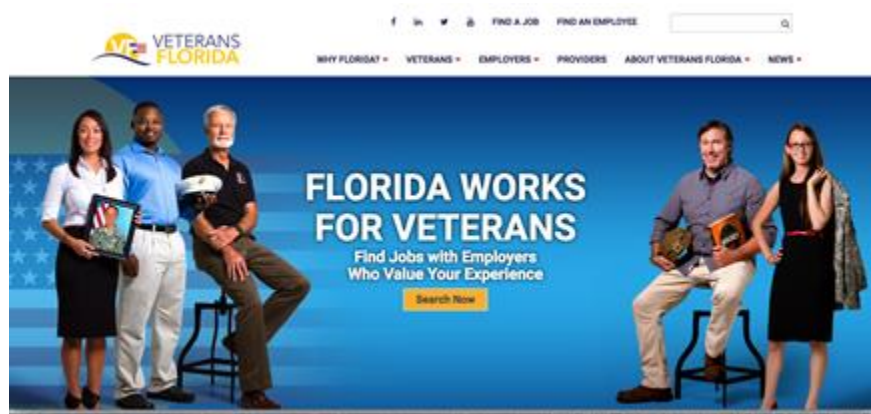 FIND A JOB FIND AN EMPLOYEE
VF VETERANS
FLORIDA
WHY FLORIDA? VETERANS EMPLOYERS PROVIDERS ABOUT VETERANS FLORIDA NEWS
FLORIDA WORKS
FOR VETERANS
Find Jobs with Employers
Who Value Your Experience
Search Now